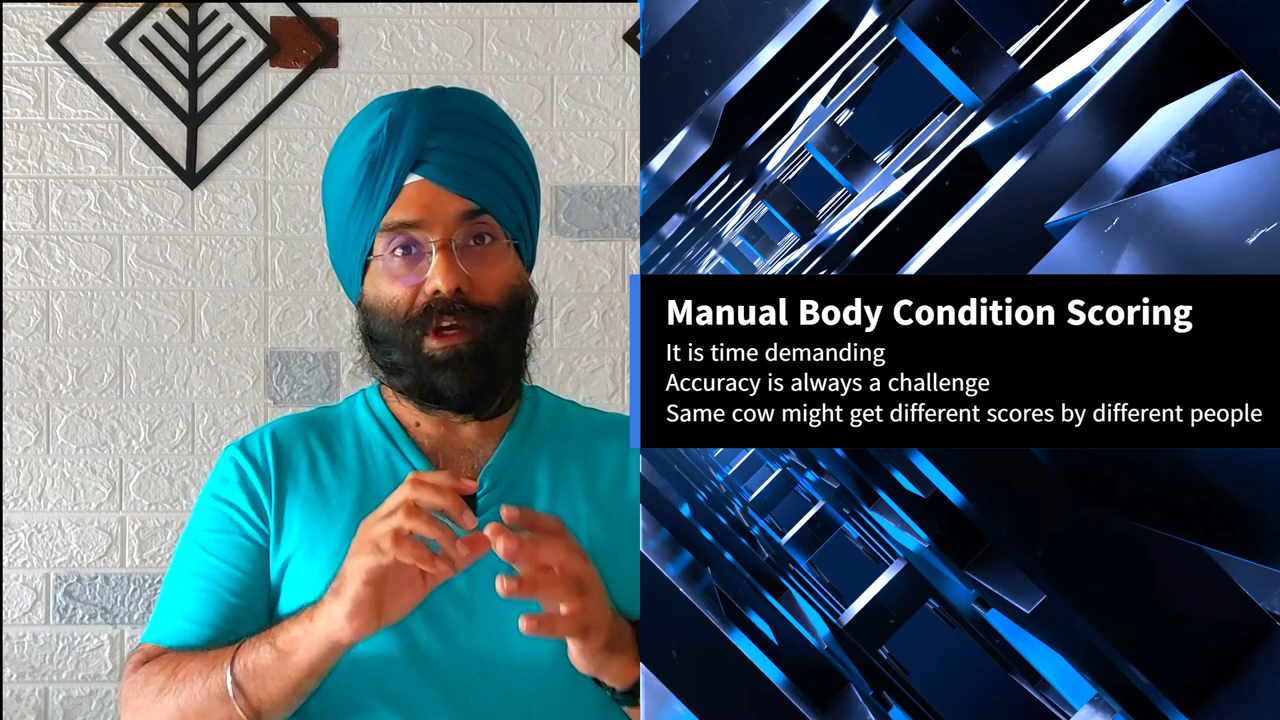 Manual Body Condition Scoring
It is time demanding
Accuracy is always a challenge
Same cow might get different scores by different people